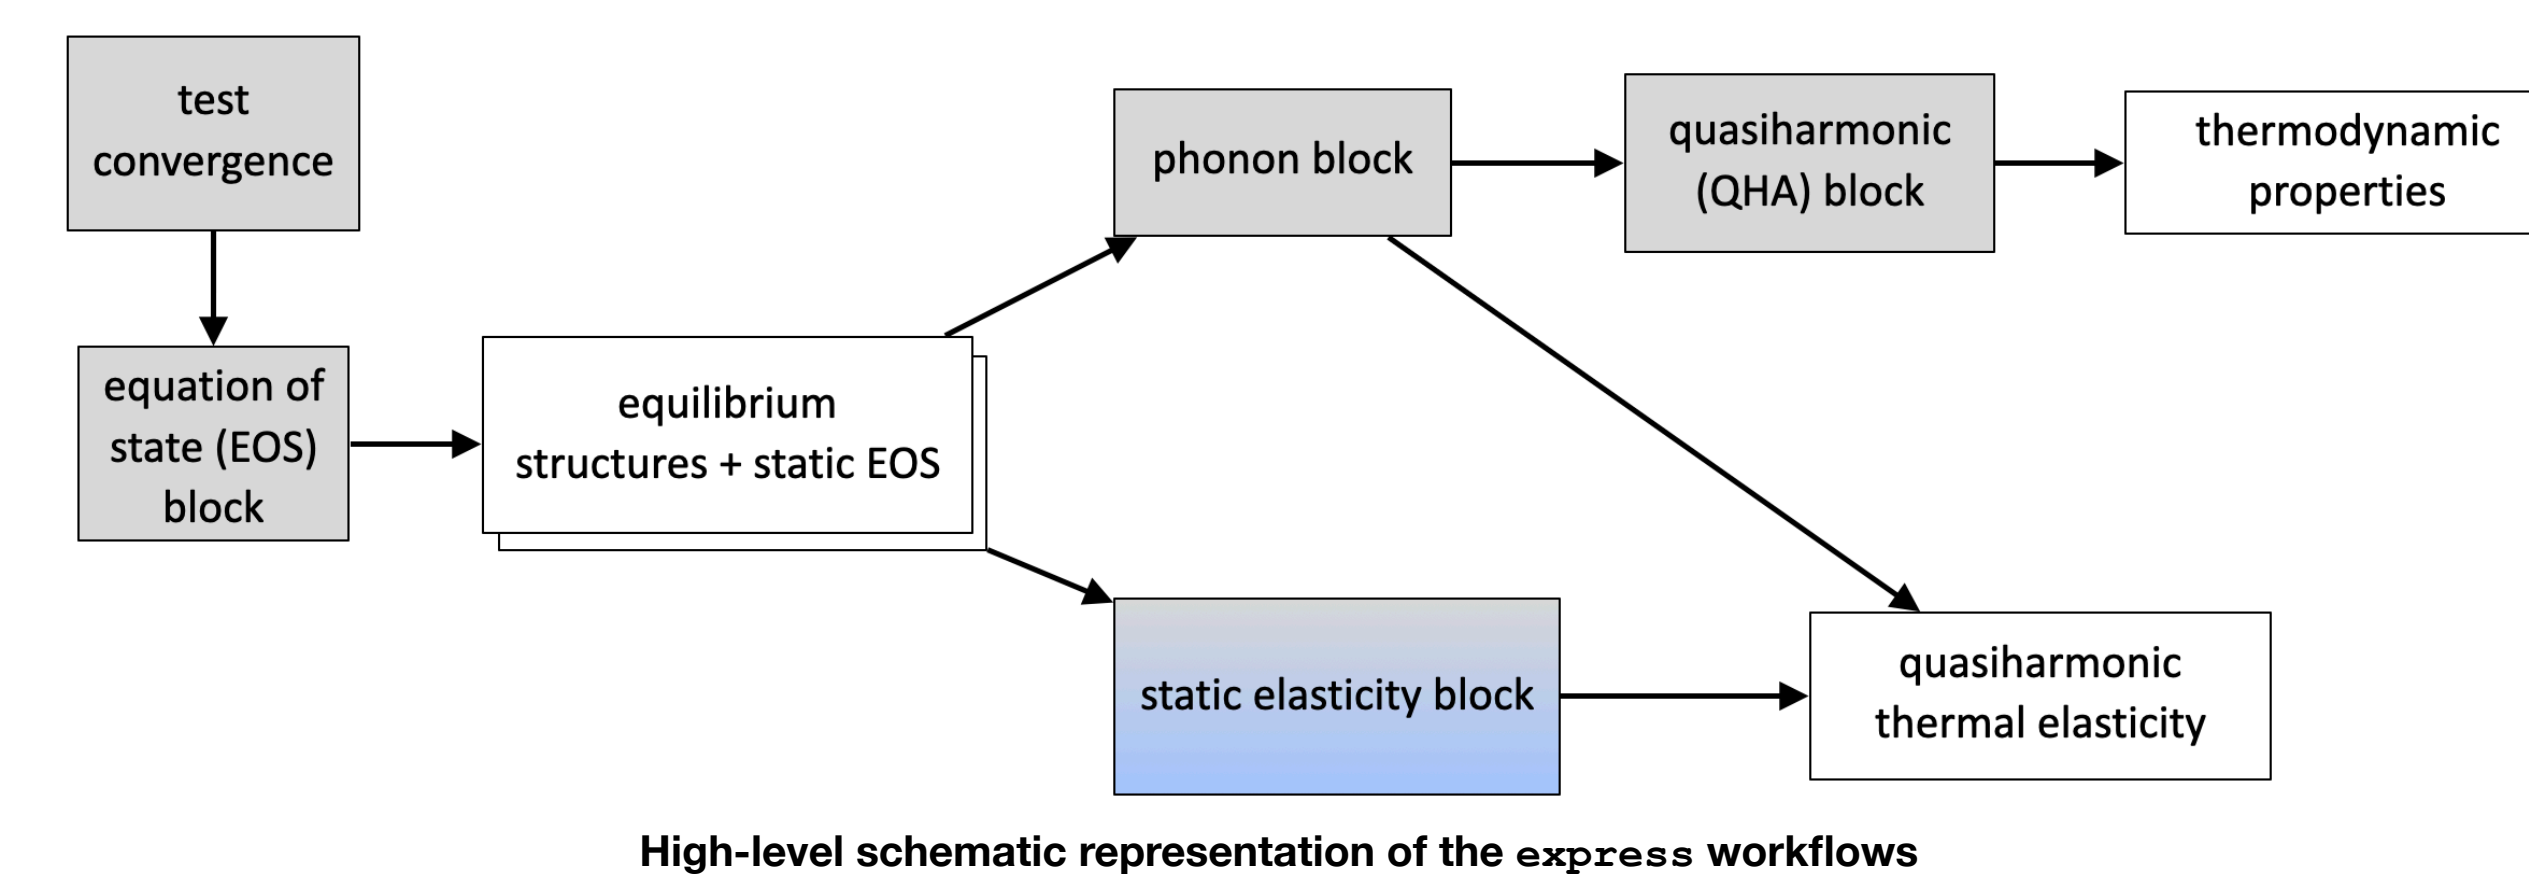 test
convergence
equation of
state (EOS)
block
equilibrium
structures + static EOS
phonon block
quasiharmonic
(QHA) block
thermodynamic
properties
static elasticity block
quasiharmonic
thermal elasticity
High-level schematic representation of the express workflows